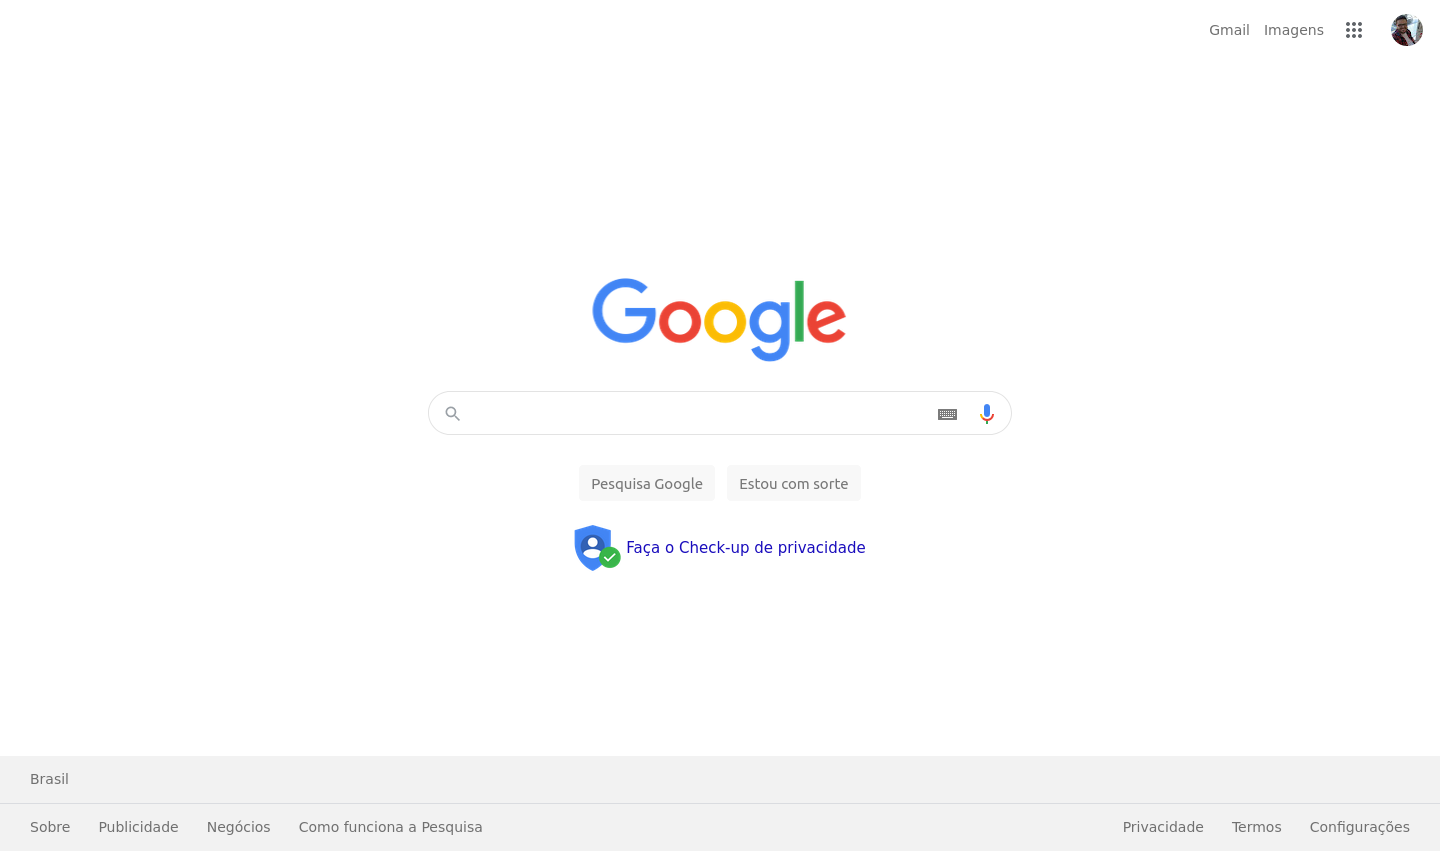 Gmail Imagens
Google
Pesquisa Google Estou com sorte
Faça o Check-up de privacidade
Brasil
Sobre Publicidade Negócios Como funciona a Pesquisa Privacidade Termos Configurações